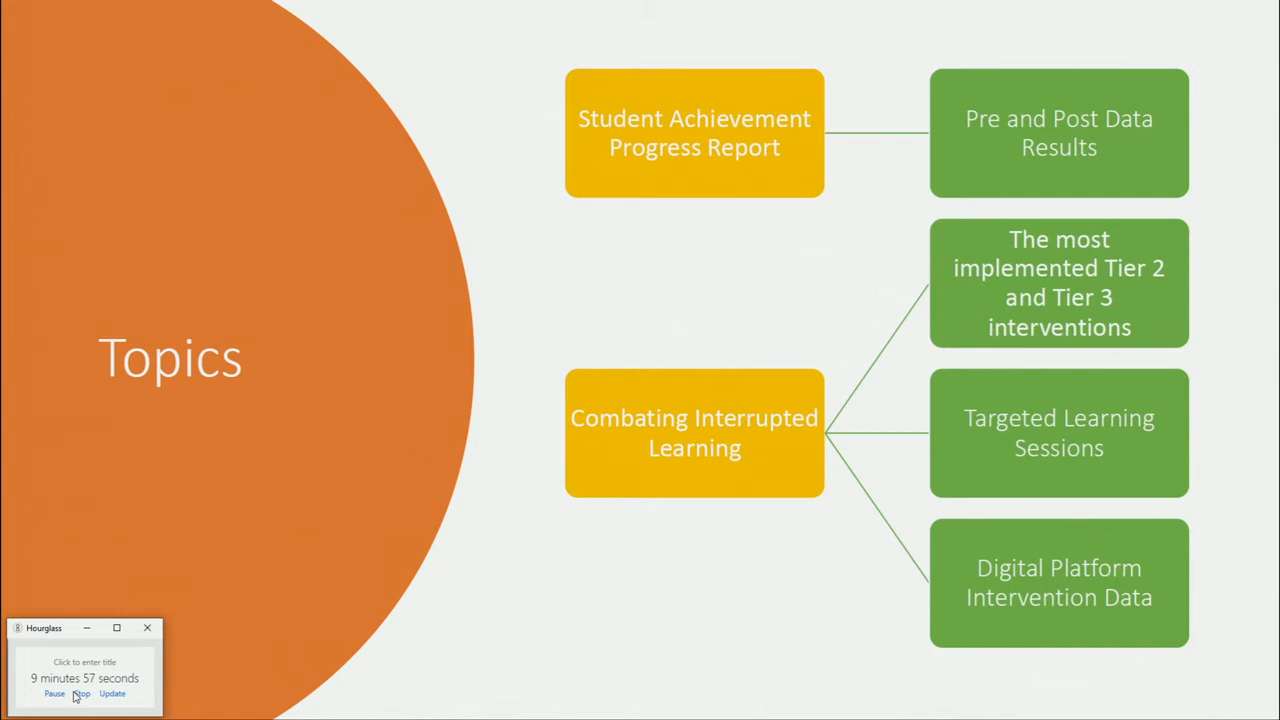 Topics
Student Achievement
Progress Report
Pre and Post Data
Results
Combating Interrupted
Learning
The most
implemented Tier 2
and Tier 3
interventions
Targeted Learning
Sessions
Digital Platform
Intervention Data
Hourglass
Click to enter title
9 minutes 57 seconds
Pause Stop Update